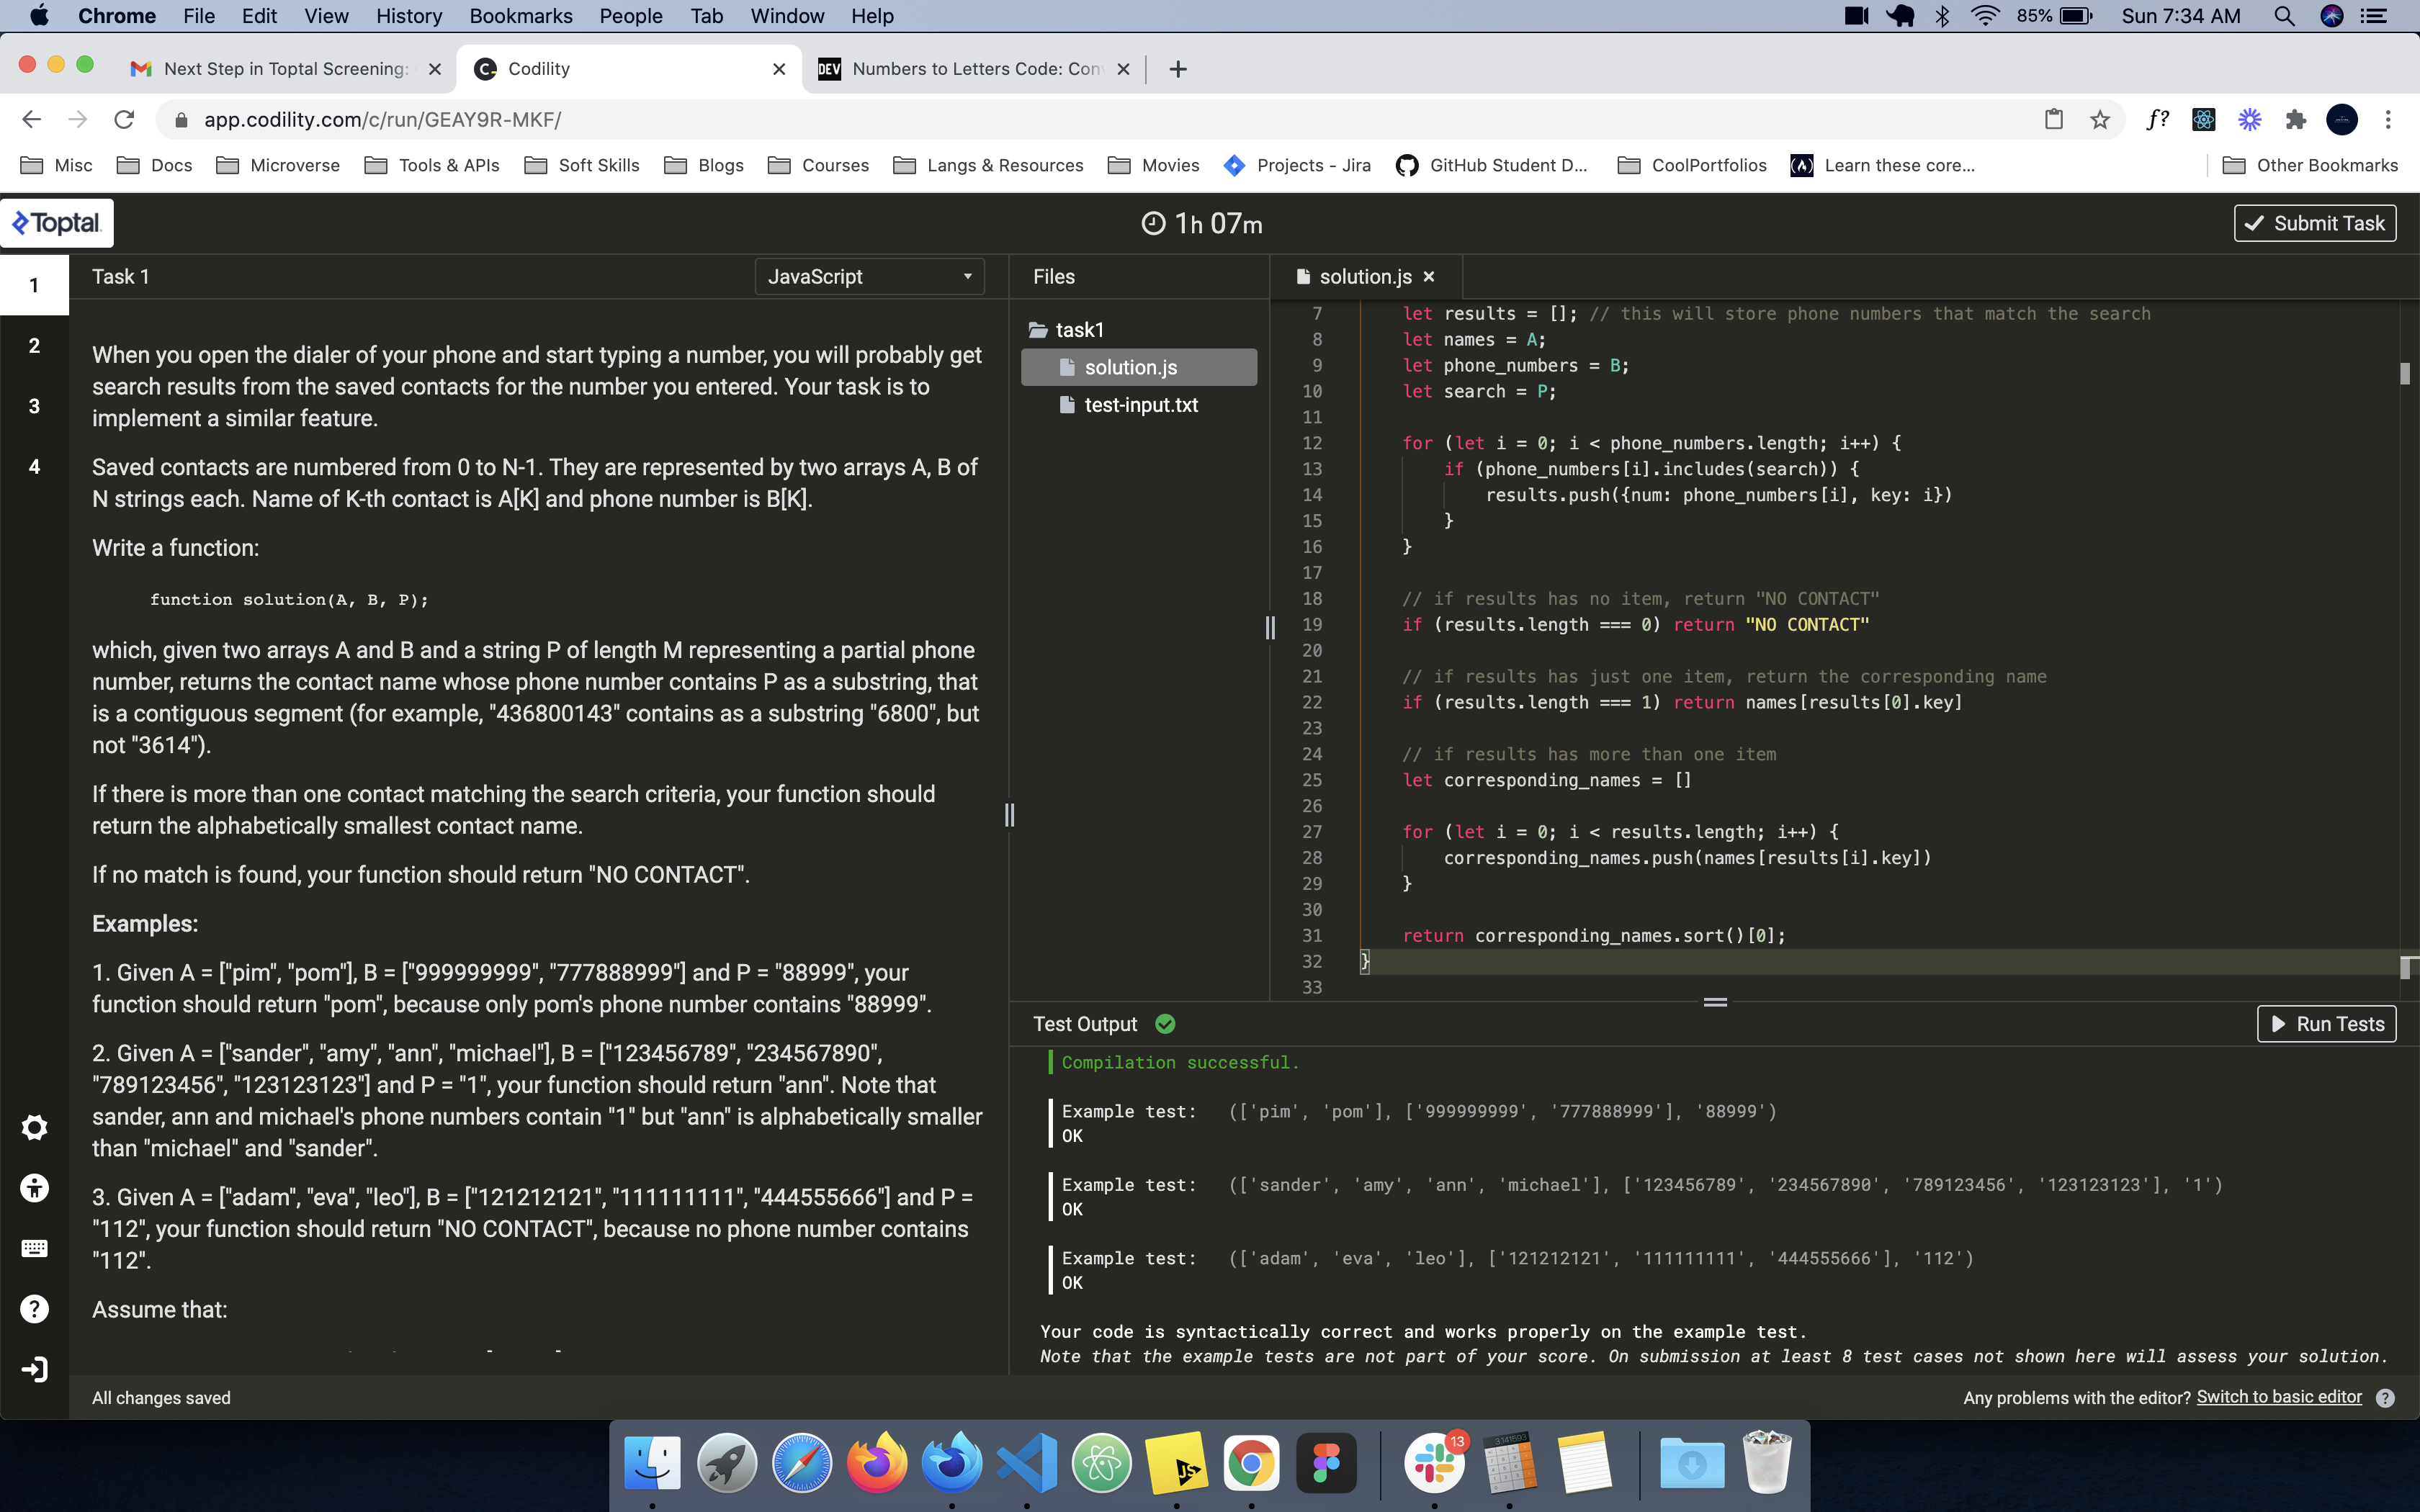 Chrome File Edit View History Bookmarks People Tab Window Help 85% Sun 7:34 AM
Next Step in Toptal Screening: Codility DEV Numbers to Letters Code: Con
app.codility.com/c/run/GEAY9R-MKF/ f?
Misc Docs Microverse Tools & APIs Soft Skills Blogs Courses Langs & Resources Movies Projects - Jira GitHub Student D... CoolPortfolios Learn these core... Other Bookmarks
Toptal 1h 07m Submit Task
1 Task 1 JavaScript
2
3
4
When you open the dialer of your phone and start typing a number, you will probably get
search results from the saved contacts for the number you entered. Your task is to
implement a similar feature.
Saved contacts are numbered from 0 to N-1. They are represented by two arrays A, B of
N strings each. Name of K-th contact is A[K] and phone number is B[K].
Write a function:
function solution(A, B, P);
which, given two arrays A and B and a string P of length M representing a partial phone
number, returns the contact name whose phone number contains P as a substring, that
is a contiguous segment (for example, "436800143" contains as a substring "6800", but
not "3614").
If there is more than one contact matching the search criteria, your function should
return the alphabetically smallest contact name.
If no match is found, your function should return "NO CONTACT".
Examples:
1. Given A = ["pim", "pom"], B = ["999999999", "777888999"] and P = "88999", your
function should return "pom", because only pom's phone number contains "88999".
2. Given A = ["sander", "amy", "ann", "michael"], B = ["123456789", "234567890",
"789123456", "123123123"] and P = "1", your function should return "ann". Note that
sander, ann and michael's phone numbers contain "1" but "ann" is alphabetically smaller
than "michael" and "sander".
3. Given A = ["adam", "eva", "leo"], B = ["121212121", "111111111", "444555666"] and P =
"112", your function should return "NO CONTACT", because no phone number contains
"112".
Assume that:
All changes saved
Files
task1
solution.js
test-input.txt
solution.js
7 let results = []; // this will store phone numbers that match the search
8 let names = A;
9 let phone_numbers = B;
10 let search = P;
11
12 for (let i = 0; i < phone_numbers.length; i++) {
13 if (phone_numbers[i].includes(search)) {
14 results.push({num: phone_numbers[i], key: i})
15 }
16 }
17
18 // if results has no item, return "NO CONTACT"
19 if (results.length === 0) return "NO CONTACT"
20
21 // if results has just one item, return the corresponding name
22 if (results.length === 1) return names[results[0].key]
23
24 // if results has more than one item
25 let corresponding_names = []
26
27 for (let i = 0; i < results.length; i++) {
28 corresponding_names.push(names[results[i].key])
29 }
30
31 return corresponding_names.sort()[0];
32 }
33
Test Output Run Tests
Compilation successful.
Example test: (['pim', 'pom'], ['999999999', '777888999'], '88999')
OK
Example test: (['sander', 'amy', 'ann', 'michael'], ['123456789', '234567890', '789123456', '123123123'], '1')
OK
Example test: (['adam', 'eva', 'leo'], ['121212121', '111111111', '444555666'], '112')
OK
Your code is syntactically correct and works properly on the example test.
Note that the example tests are not part of your score. On submission at least 8 test cases not shown here will assess your solution.
Any problems with the editor? Switch to basic editor ?
JS 13 3.141593